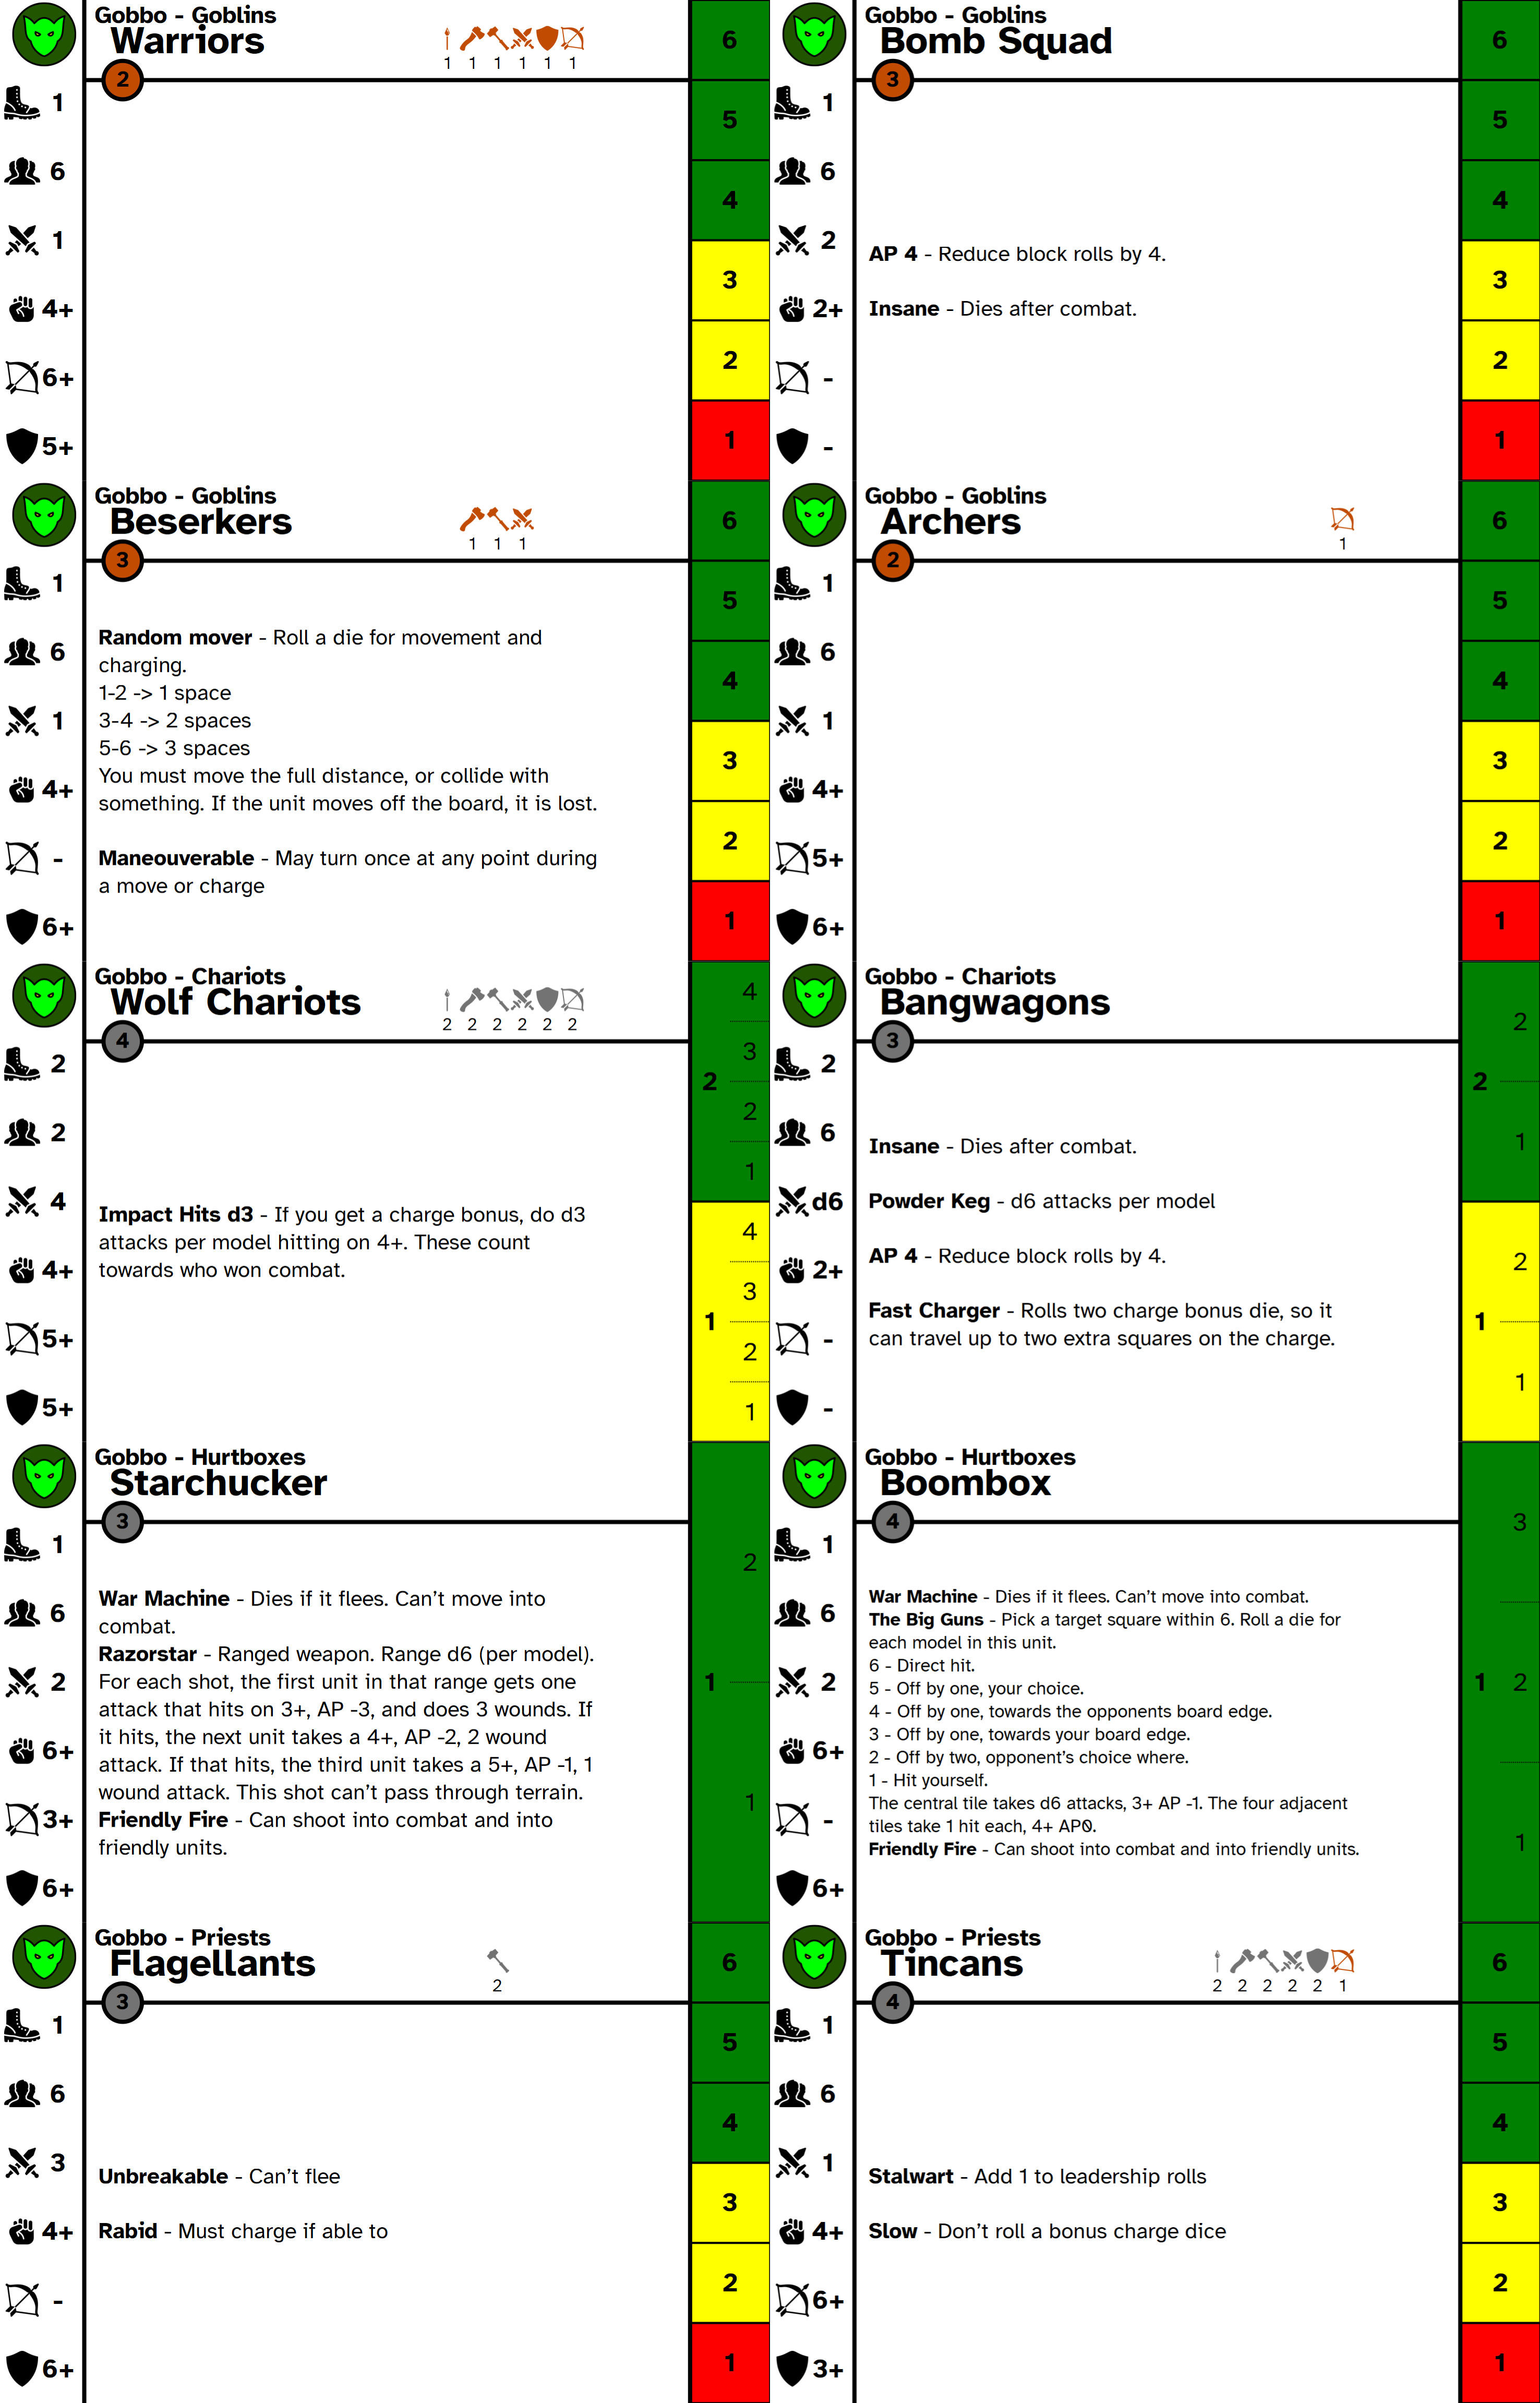 Gobbo - Goblins
Warriors
1 1 1 1 1 1
2
1
6
1
4+
6+
5+
6
5
4
3
2
1
Gobbo - Goblins
Bomb Squad
3
1
6
2
2+
-
-
AP 4 - Reduce block rolls by 4.
Insane - Dies after combat.
6
5
4
3
2
1
Gobbo - Goblins
Beserkers
1 1 1
3
1
6
1
4+
-
6+
Random mover - Roll a die for movement and
charging.
1-2 -> 1 space
3-4 -> 2 spaces
5-6 -> 3 spaces
You must move the full distance, or collide with
something. If the unit moves off the board, it is lost.
Maneouverable - May turn once at any point during
a move or charge
6
5
4
3
2
1
Gobbo - Goblins
Archers
1
2
1
6
1
4+
5+
6+
6
5
4
3
2
1
Gobbo - Chariots
Wolf Chariots
2 2 2 2 2 2
4
2
2
4
4+
5+
5+
Impact Hits d3 - If you get a charge bonus, do d3
attacks per model hitting on 4+. These count
towards who won combat.
2
4
3
2
1
1
4
3
2
1
Gobbo - Chariots
Bangwagons
3
2
6
d6
2+
-
-
Insane - Dies after combat.
Powder Keg - d6 attacks per model
AP 4 - Reduce block rolls by 4.
Fast Charger - Rolls two charge bonus die, so it
can travel up to two extra squares on the charge.
2
2
1
1
2
1
Gobbo - Hurtboxes
Starchucker
3
1
6
2
6+
3+
6+
War Machine - Dies if it flees. Can't move into
combat.
Razorstar - Ranged weapon. Range d6 (per model).
For each shot, the first unit in that range gets one
attack that hits on 3+, AP -3, and does 3 wounds. If
it hits, the next unit takes a 4+, AP -2, 2 wound
attack. If that hits, the third unit takes a 5+, AP -1, 1
wound attack. This shot can't pass through terrain.
Friendly Fire - Can shoot into combat and into
friendly units.
1
2
1
Gobbo - Hurtboxes
Boombox
4
1
6
2
6+
-
6+
War Machine - Dies if it flees. Can't move into combat.
The Big Guns - Pick a target square within 6. Roll a die for
each model in this unit.
6 - Direct hit.
5 - Off by one, your choice.
4 - Off by one, towards the opponents board edge.
3 - Off by one, towards your board edge.
2 - Off by two, opponent's choice where.
1 - Hit yourself.
The central tile takes d6 attacks, 3+ AP -1. The four adjacent
tiles take 1 hit each, 4+ AP0.
Friendly Fire - Can shoot into combat and into friendly units.
1
3
2
1
Gobbo - Priests
Flagellants
2
3
1
6
3
4+
-
6+
Unbreakable - Can't flee
Rabid - Must charge if able to
6
5
4
3
2
1
Gobbo - Priests
Tincans
2 2 2 2 2 1
4
1
6
1
4+
6+
3+
Stalwart - Add 1 to leadership rolls
Slow - Don't roll a bonus charge dice
6
5
4
3
2
1